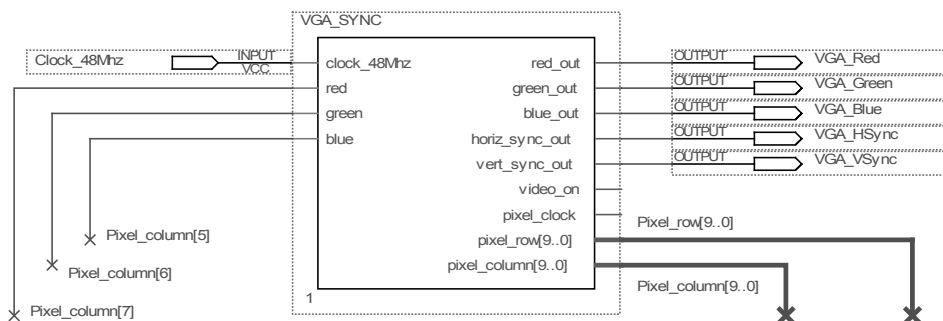 VGA_SYNC
Clock_48Mhz
INPUT
VCC
clock_48Mhz
red
green
blue
red_out
green_out
blue_out
horiz_sync_out
vert_sync_out
video_on
pixel_clock
pixel_row[9..0]
pixel_column[9..0]
1
OUTPUT VGA_Red
OUTPUT VGA_Green
OUTPUT VGA_Blue
OUTPUT VGA_HSync
OUTPUT VGA_VSync
Pixel_row[9..0]
Pixel_column[9..0]
Pixel_column[5]
Pixel_column[6]
Pixel_column[7]